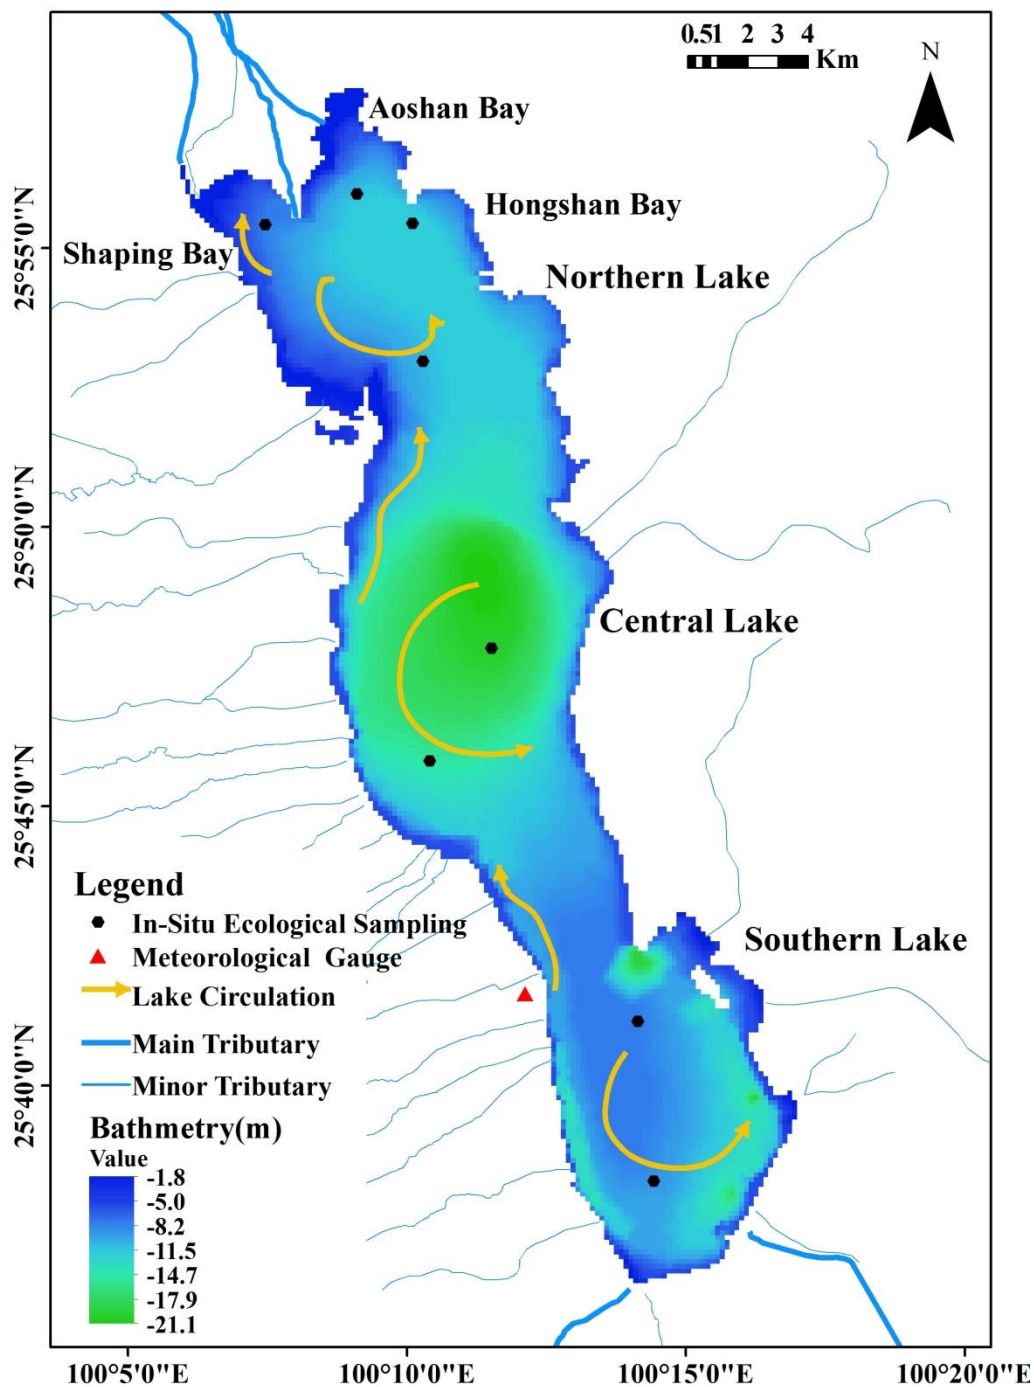 0.51 2 3 4
Km
N
Aoshan Bay
Hongshan Bay
Shaping Bay
Northern Lake
Central Lake
Southern Lake
25°55'0"N
25°50'0"N
25°45'0"N
25°40'0"N
Legend
In-Situ Ecological Sampling
Meteorological Gauge
Lake Circulation
Main Tributary
Minor Tributary
Bathmetry(m)
Value
-1.8
-5.0
-8.2
-11.5
-14.7
-17.9
-21.1
100°5'0"E
100°10'0"E
100°15'0"E
100°20'0"E